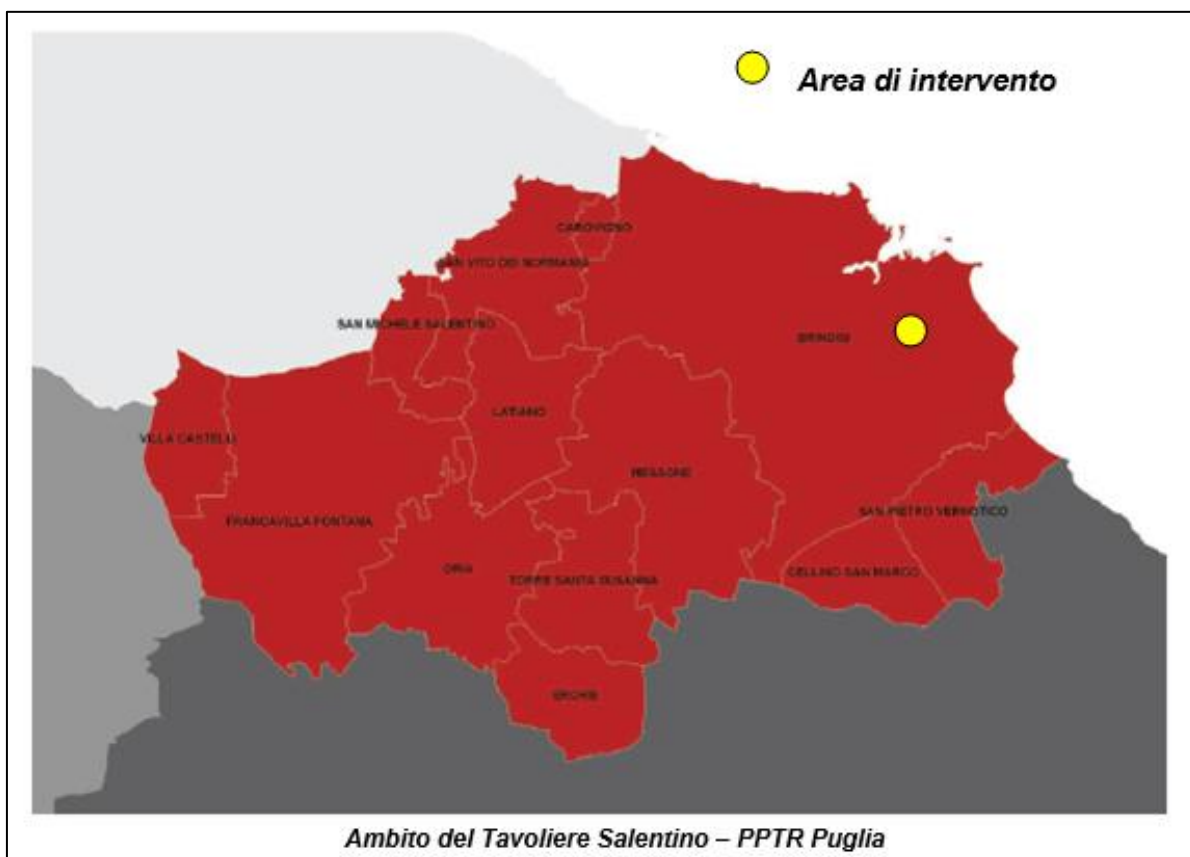 Area di intervento
CAROVIGNO
SAN VITO DEI NORMANNI
SAN MICHELE SALENTINO
BRINDISI
LATIANO
VILLA CASTELLI
MESAGNE
FRANCAVILLA FONTANA
SAN PIETRO VERNOTICO
ORIA
TORRE SANTA SUSANNA
CELLINO SAN MARCO
ERCHIE
Ambito del Tavoliere Salentino – PPTR Puglia